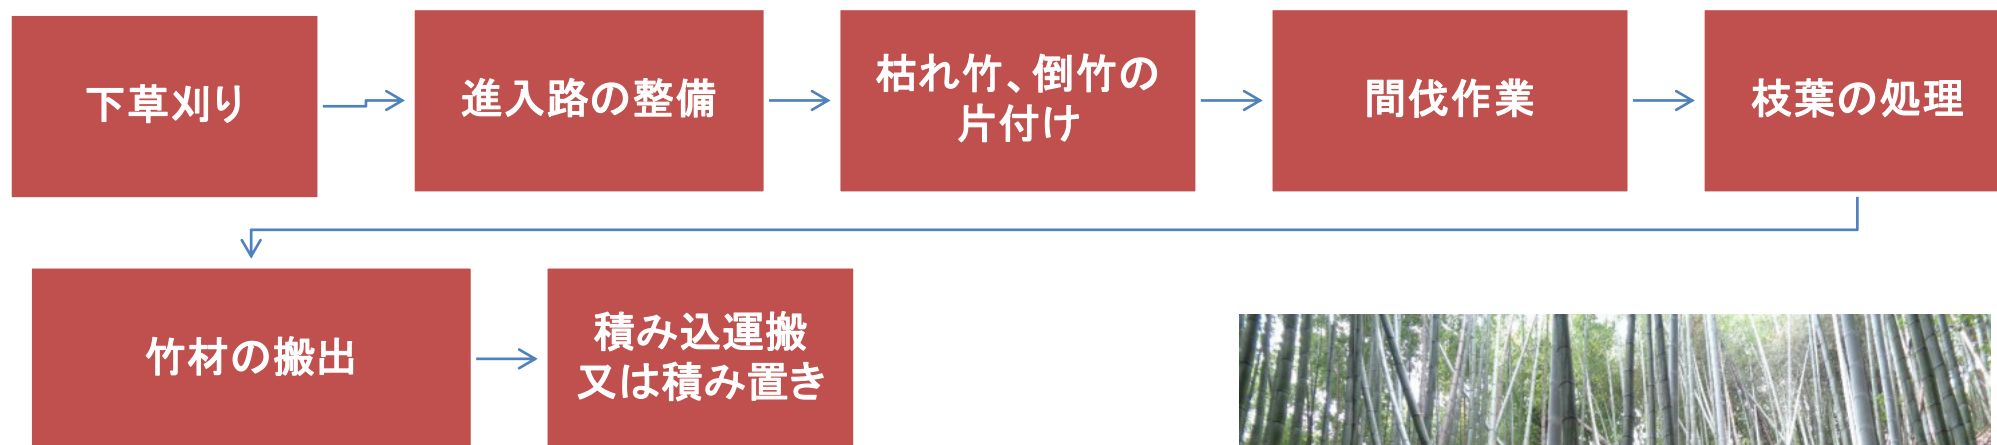 下草刈り
進入路の整備
枯れ竹、倒竹の
片付け
間伐作業
枝葉の処理
竹材の搬出
積み込運搬
又は積み置き